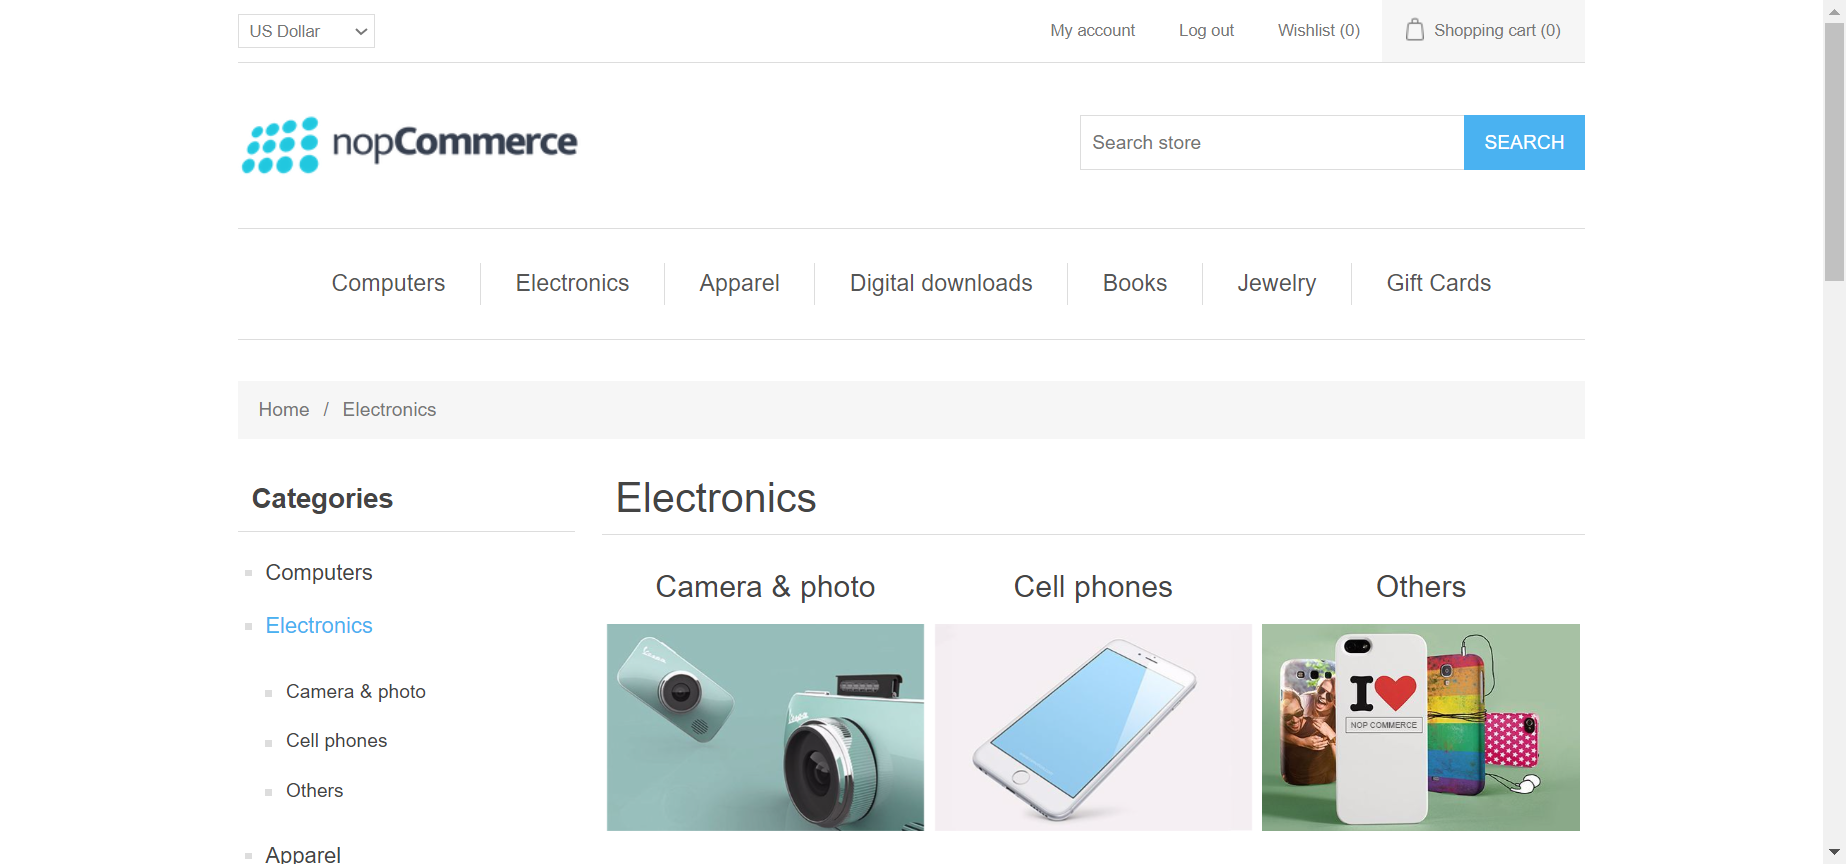 US Dollar
My account
Log out
Wishlist (0)
Shopping cart (0)
nopCommerce
Search store
SEARCH
Computers
Electronics
Apparel
Digital downloads
Books
Jewelry
Gift Cards
Home / Electronics
Categories
Computers
Electronics
Camera & photo
Cell phones
Others
Apparel
Electronics
Camera & photo
Cell phones
Others
Vespa
Vespa
I
NOP COMMERCE